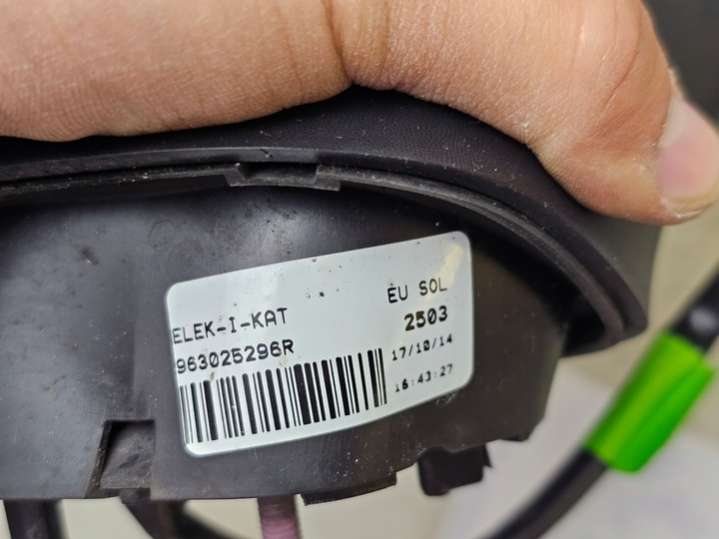 ELEK-I-KAT
963025296R
EU SOL
2503
17/10/14
16:43:27